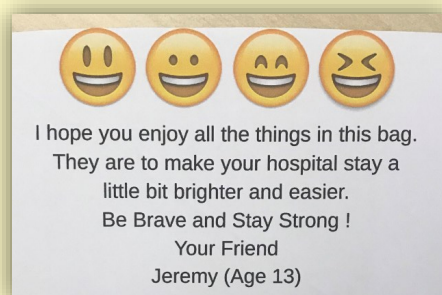 I hope you enjoy all the things in this bag.
They are to make your hospital stay a
little bit brighter and easier.
Be Brave and Stay Strong !
Your Friend
Jeremy (Age 13)